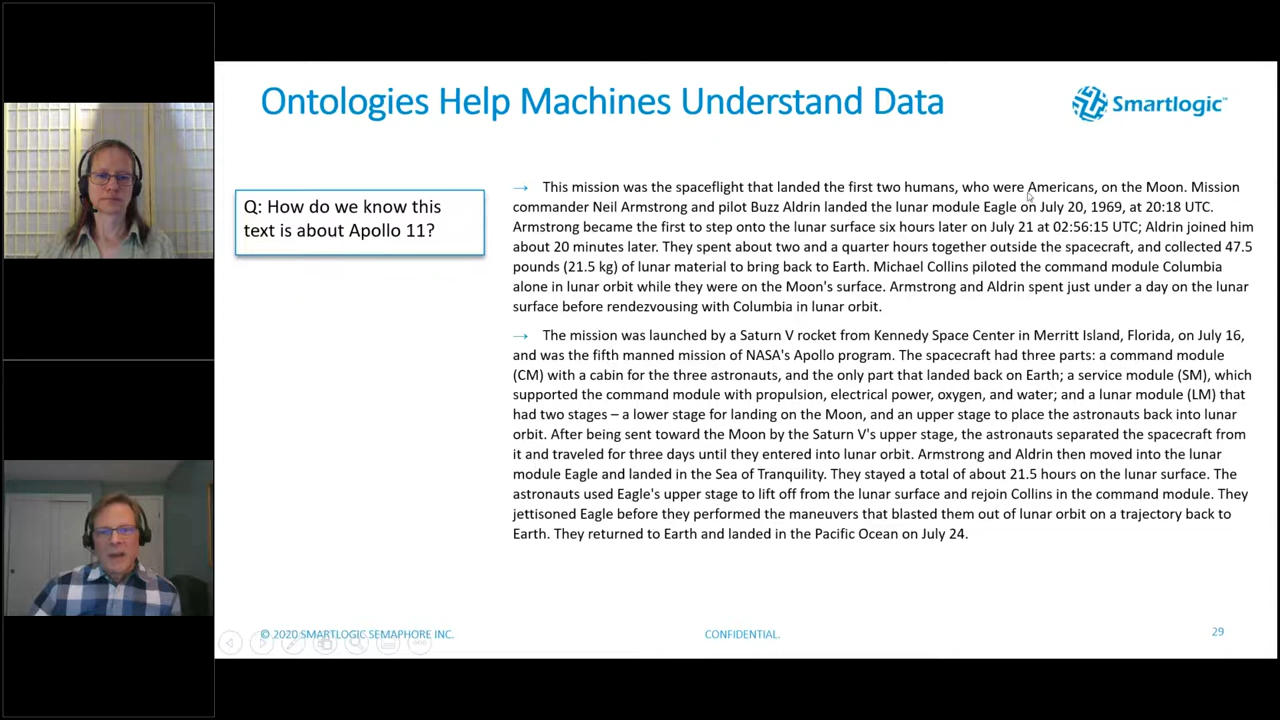 Ontologies Help Machines Understand Data
Smartlogic™
Q: How do we know this
text is about Apollo 11?
→ This mission was the spaceflight that landed the first two humans, who were Americans, on the Moon. Mission
commander Neil Armstrong and pilot Buzz Aldrin landed the lunar module Eagle on July 20, 1969, at 20:18 UTC.
Armstrong became the first to step onto the lunar surface six hours later on July 21 at 02:56:15 UTC; Aldrin joined him
about 20 minutes later. They spent about two and a quarter hours together outside the spacecraft, and collected 47.5
pounds (21.5 kg) of lunar material to bring back to Earth. Michael Collins piloted the command module Columbia
alone in lunar orbit while they were on the Moon's surface. Armstrong and Aldrin spent just under a day on the lunar
surface before rendezvousing with Columbia in lunar orbit.
→ The mission was launched by a Saturn V rocket from Kennedy Space Center in Merritt Island, Florida, on July 16,
and was the fifth manned mission of NASA's Apollo program. The spacecraft had three parts: a command module
(CM) with a cabin for the three astronauts, and the only part that landed back on Earth; a service module (SM), which
supported the command module with propulsion, electrical power, oxygen, and water; and a lunar module (LM) that
had two stages – a lower stage for landing on the Moon, and an upper stage to place the astronauts back into lunar
orbit. After being sent toward the Moon by the Saturn V's upper stage, the astronauts separated the spacecraft from
it and traveled for three days until they entered into lunar orbit. Armstrong and Aldrin then moved into the lunar
module Eagle and landed in the Sea of Tranquility. They stayed a total of about 21.5 hours on the lunar surface. The
astronauts used Eagle's upper stage to lift off from the lunar surface and rejoin Collins in the command module. They
jettisoned Eagle before they performed the maneuvers that blasted them out of lunar orbit on a trajectory back to
Earth. They returned to Earth and landed in the Pacific Ocean on July 24.
© 2020 SMARTLOGIC SEMAPHORE INC.
CONFIDENTIAL.
29